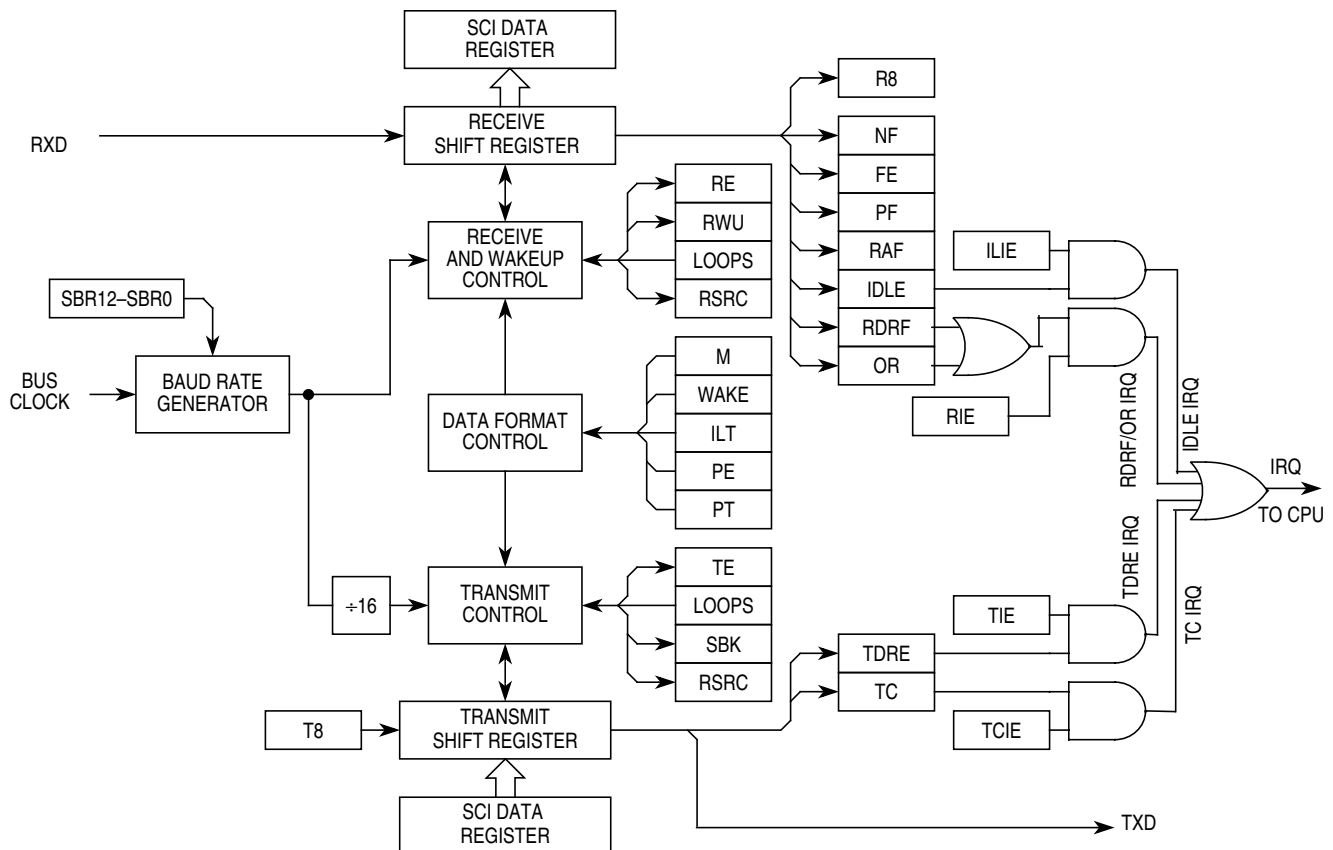 SCI DATA
REGISTER
RXD
RECEIVE
SHIFT REGISTER
R8
NF
FE
PF
RAF
IDLE
RDRF
OR
RE
RWU
LOOPS
RSRC
RECEIVE
AND WAKEUP
CONTROL
ILIE
RIE
SBR12–SBR0
BUS
CLOCK
BAUD RATE
GENERATOR
DATA FORMAT
CONTROL
M
WAKE
ILT
PE
PT
RDRF/OR IRQ
IDLE IRQ
TDRE IRQ
TC IRQ
IRQ
TO CPU
÷16
TRANSMIT
CONTROL
TE
LOOPS
SBK
RSRC
TIE
TDRE
TC
TCIE
T8
TRANSMIT
SHIFT REGISTER
SCI DATA
REGISTER
TXD